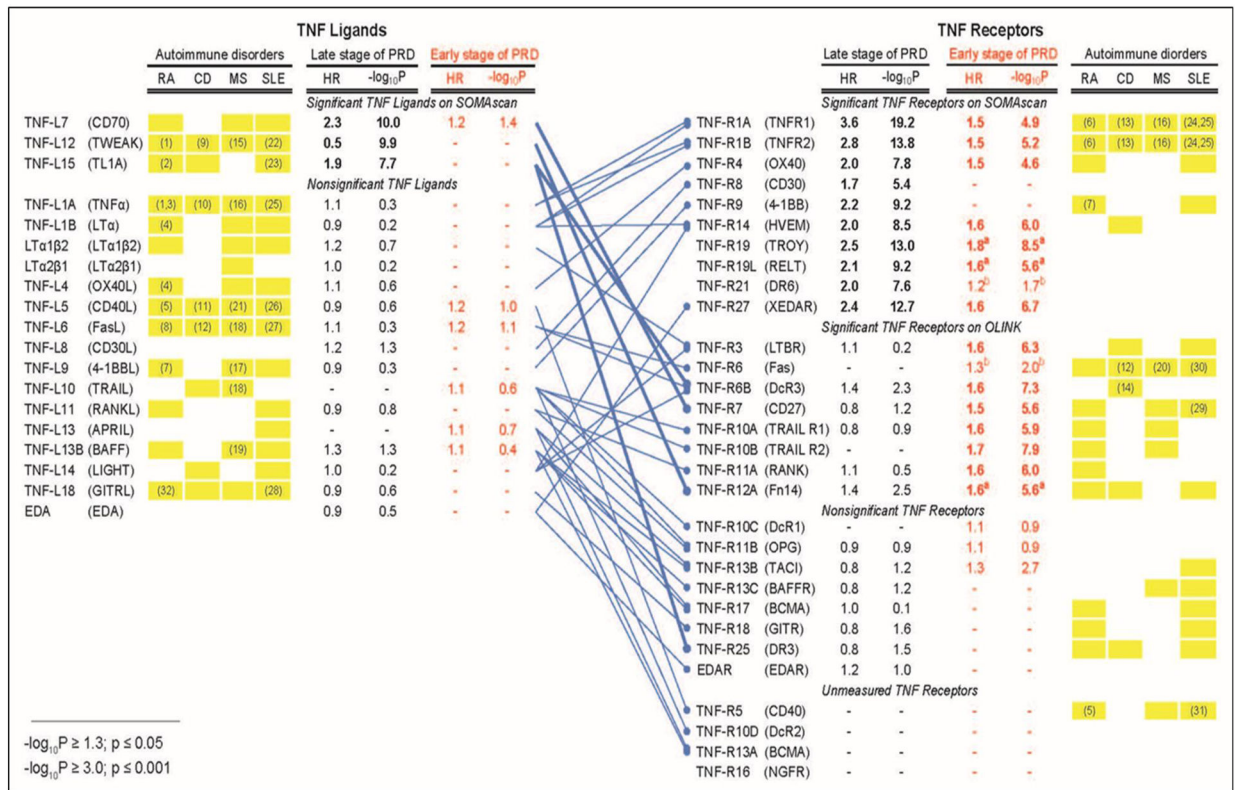 TNF Ligands
Autoimmune disorders Late stage of PRD Early stage of PRD
RA CD MS SLE HR -log₁₀P HR -log₁₀P
Significant TNF Ligands on SOMAscan
TNF-L7 (CD70) 2.3 10.0 1.2 1.4
TNF-L12 (TWEAK) (1) (9) (15) (22) 0.5 9.9 - -
TNF-L15 (TL1A) (2) (23) 1.9 7.7 - -
Nonsignificant TNF Ligands
TNF-L1A (TNFα) (1,3) (10) (16) (25) 1.1 0.3 - -
TNF-L1B (LTα) (4) 0.9 0.2 - -
LTα1β2 (LTα1β2) 1.2 0.7 - -
LTα2β1 (LTα2β1) 1.0 0.2 - -
TNF-L4 (OX40L) (4) 1.1 0.6 - -
TNF-L5 (CD40L) (5) (11) (21) (26) 0.9 0.6 1.2 1.0
TNF-L6 (FasL) (8) (12) (18) (27) 1.1 0.3 1.2 1.1
TNF-L8 (CD30L) 1.2 1.3 - -
TNF-L9 (4-1BBL) (7) (17) 0.9 0.3 - -
TNF-L10 (TRAIL) (18) - - 1.1 0.6
TNF-L11 (RANKL) 0.9 0.8 - -
TNF-L13 (APRIL) - - 1.1 0.7
TNF-L13B (BAFF) (19) 1.3 1.3 1.1 0.4
TNF-L14 (LIGHT) 1.0 0.2 - -
TNF-L18 (GITRL) (32) (28) 0.9 0.6 - -
EDA (EDA) 0.9 0.5 - -
-log₁₀P ≥ 1.3; p ≤ 0.05
-log₁₀P ≥ 3.0; p ≤ 0.001
TNF Receptors
Late stage of PRD Early stage of PRD Autoimmune diorders
HR -log₁₀P HR -log₁₀P RA CD MS SLE
Significant TNF Receptors on SOMAscan
TNF-R1A (TNFR1) 3.6 19.2 1.5 4.9 (6) (13) (16) (24,25)
TNF-R1B (TNFR2) 2.8 13.8 1.5 5.2 (6) (13) (16) (24,25)
TNF-R4 (OX40) 2.0 7.8 1.5 4.6
TNF-R8 (CD30) 1.7 5.4 - -
TNF-R9 (4-1BB) 2.2 9.2 - - (7)
TNF-R14 (HVEM) 2.0 8.5 1.6 6.0
TNF-R19 (TROY) 2.5 13.0 1.8ᵃ 8.5ᵃ
TNF-R19L (RELT) 2.1 9.2 1.6ᵃ 5.6ᵃ
TNF-R21 (DR6) 2.0 7.6 1.2ᵇ 1.7ᵇ
TNF-R27 (XEDAR) 2.4 12.7 1.6 6.7
Significant TNF Receptors on OLINK
TNF-R3 (LTBR) 1.1 0.2 1.6 6.3
TNF-R6 (Fas) - - 1.3ᵇ 2.0ᵇ (12) (20) (30)
TNF-R6B (DcR3) 1.4 2.3 1.6 7.3 (14)
TNF-R7 (CD27) 0.8 1.2 1.5 5.6 (29)
TNF-R10A (TRAIL R1) 0.8 0.9 1.6 5.9
TNF-R10B (TRAIL R2) - - 1.7 7.9
TNF-R11A (RANK) 1.1 0.5 1.6 6.0
TNF-R12A (Fn14) 1.4 2.5 1.6ᵃ 5.6ᵃ
Nonsignificant TNF Receptors
TNF-R10C (DcR1) - - 1.1 0.9
TNF-R11B (OPG) 0.9 0.9 1.1 0.9
TNF-R13B (TACI) 0.8 1.2 1.3 2.7
TNF-R13C (BAFFR) 0.8 1.2 - -
TNF-R17 (BCMA) 1.0 0.1 - -
TNF-R18 (GITR) 0.8 1.6 - -
TNF-R25 (DR3) 0.8 1.5 - -
EDAR (EDAR) 1.2 1.0 - -
Unmeasured TNF Receptors
TNF-R5 (CD40) - - - - (5) (31)
TNF-R10D (DcR2) - - - -
TNF-R13A (BCMA) - - - -
TNF-R16 (NGFR) - - - -